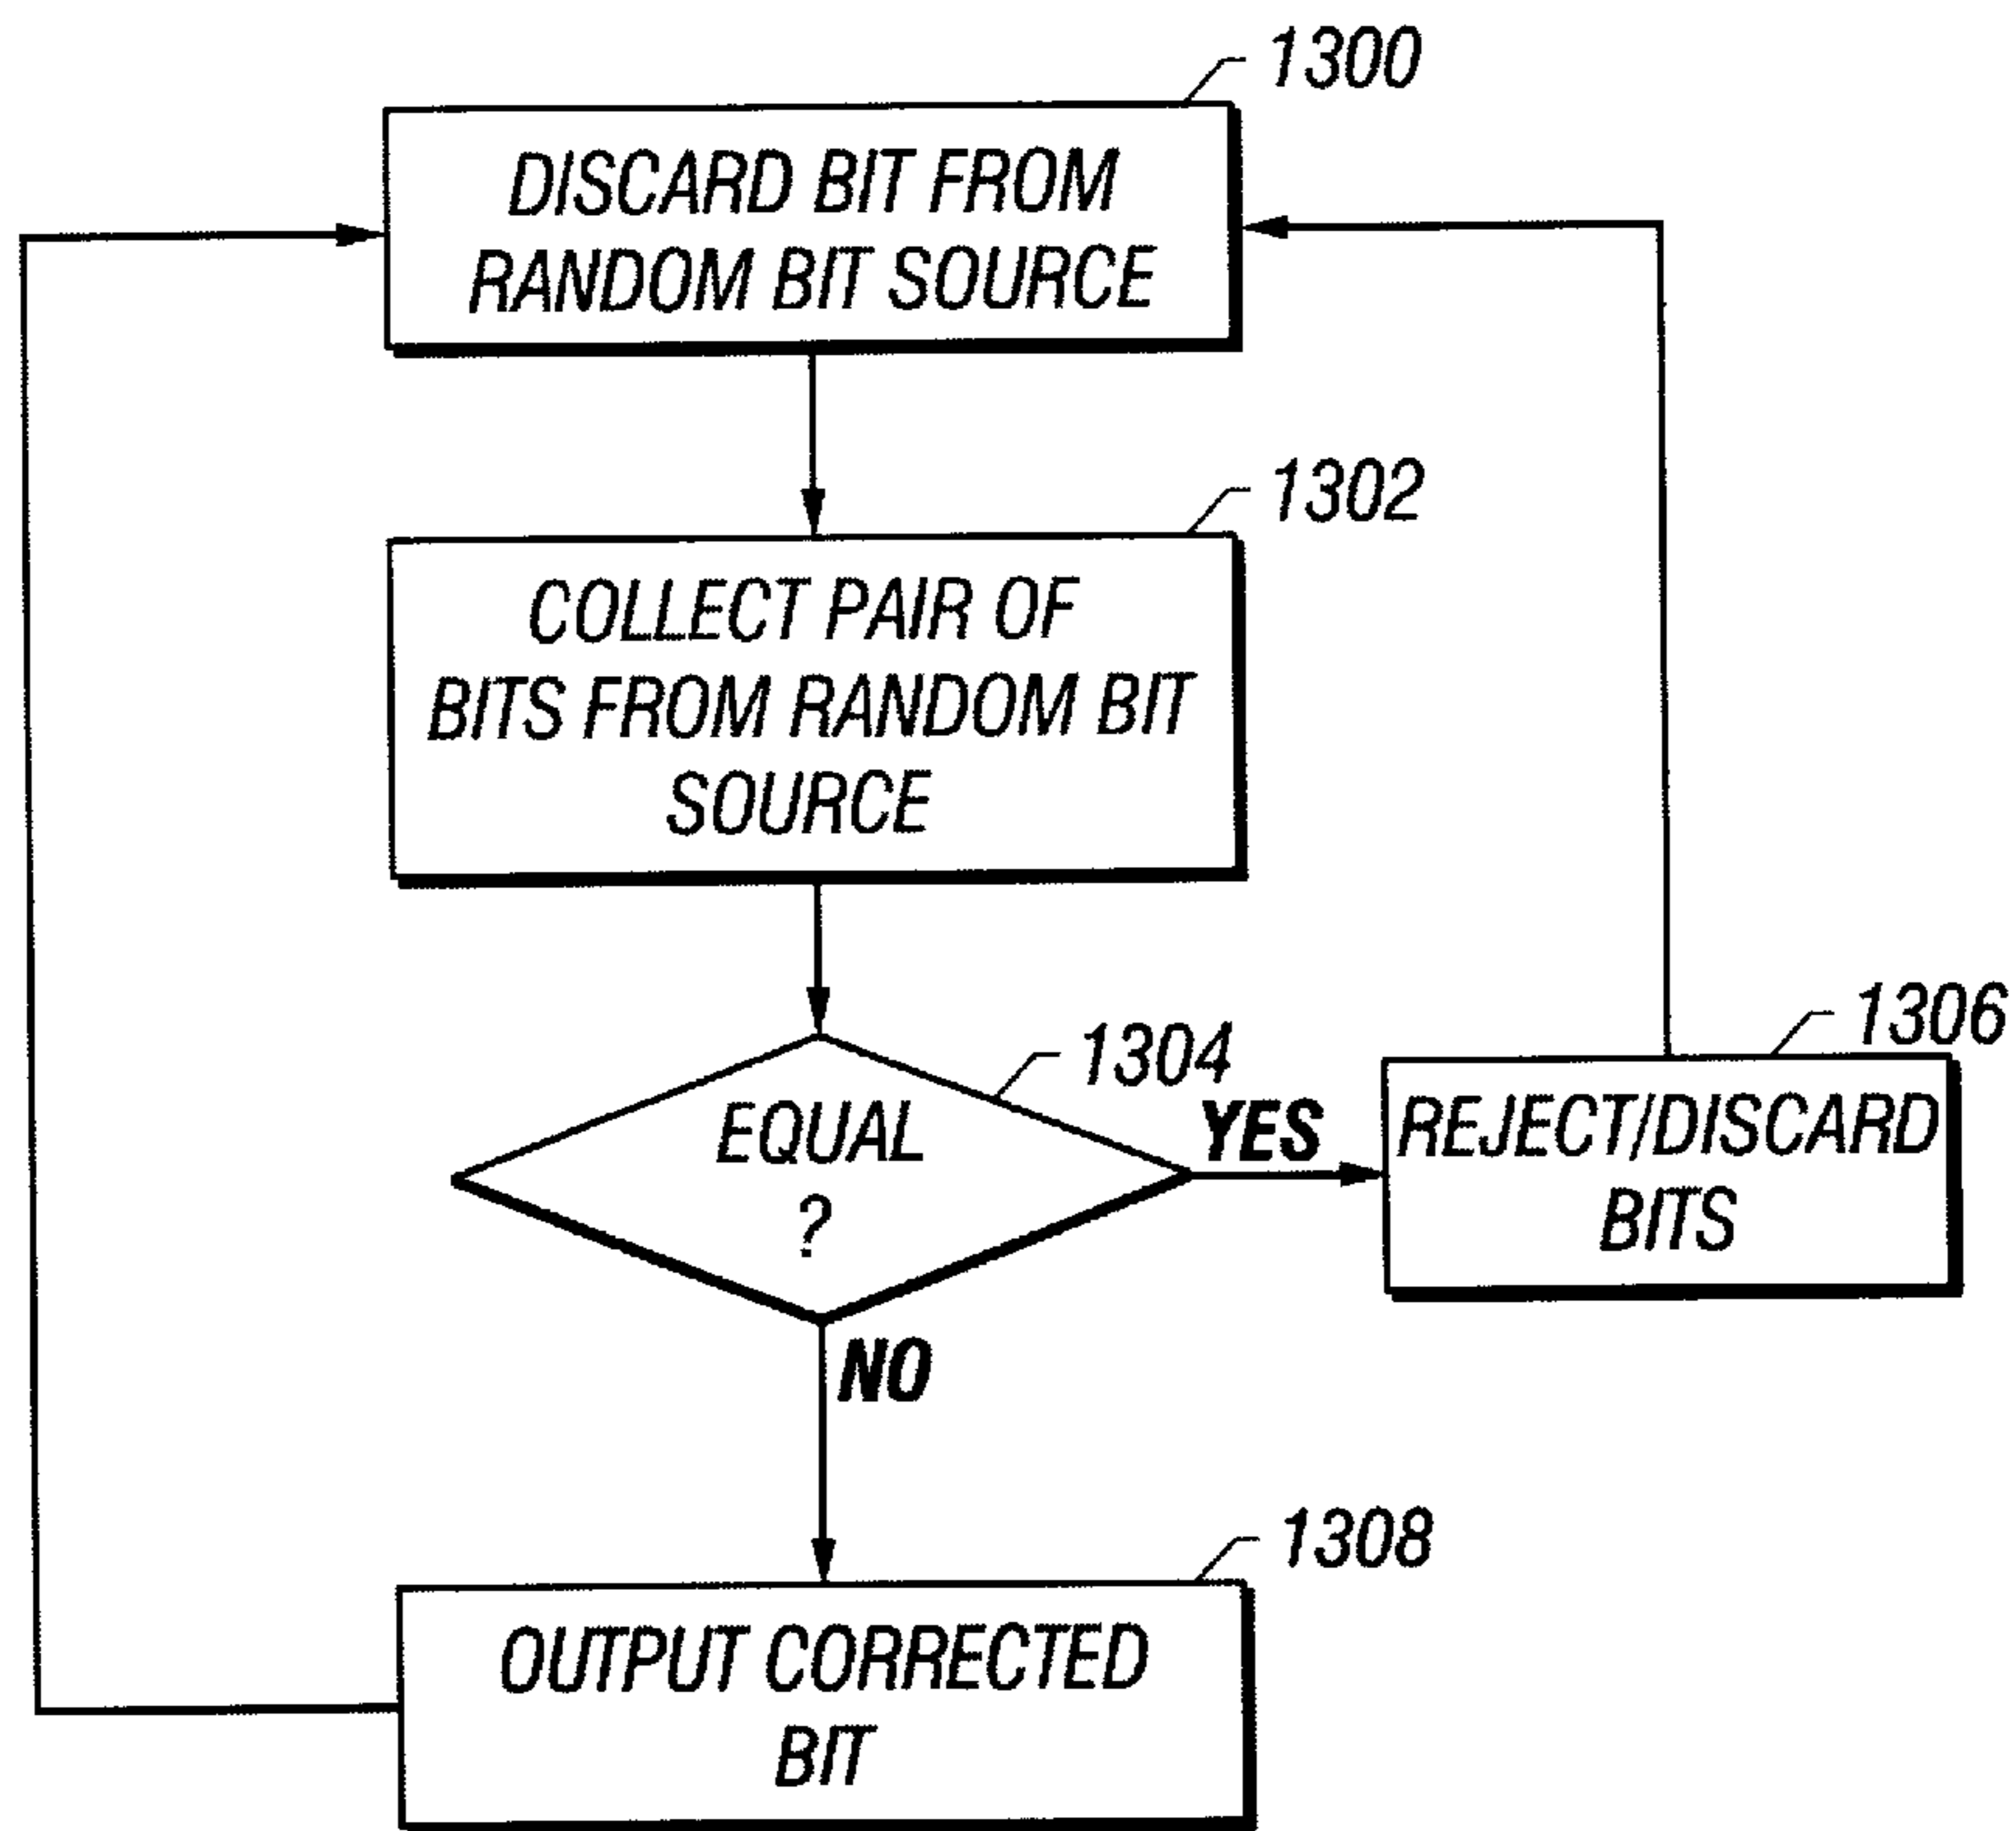 1300
DISCARD BIT FROM
RANDOM BIT SOURCE
1302
COLLECT PAIR OF
BITS FROM RANDOM BIT
SOURCE
1304
EQUAL
?
YES
1306
REJECT/DISCARD
BITS
NO
1308
OUTPUT CORRECTED
BIT